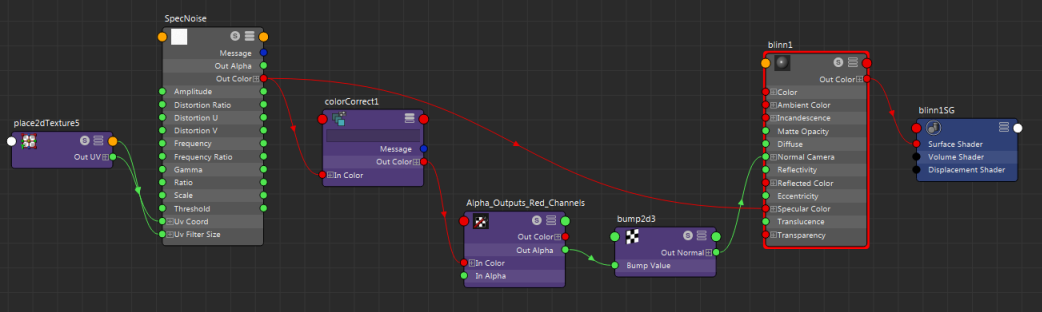 place2dTexture5
Out UV
SpecNoise
Message
Out Alpha
Out Color
Amplitude
Distortion Ratio
Distortion U
Distortion V
Frequency
Frequency Ratio
Gamma
Ratio
Scale
Threshold
Uv Coord
Uv Filter Size
colorCorrect1
Message
Out Color
In Color
Alpha_Outputs_Red_Channels
Out Color
Out Alpha
In Color
In Alpha
bump2d3
Out Normal
Bump Value
blinn1
Out Color
Color
Ambient Color
Incandescence
Matte Opacity
Diffuse
Normal Camera
Reflectivity
Reflected Color
Eccentricity
Specular Color
Translucence
Transparency
blinn1SG
Surface Shader
Volume Shader
Displacement Shader